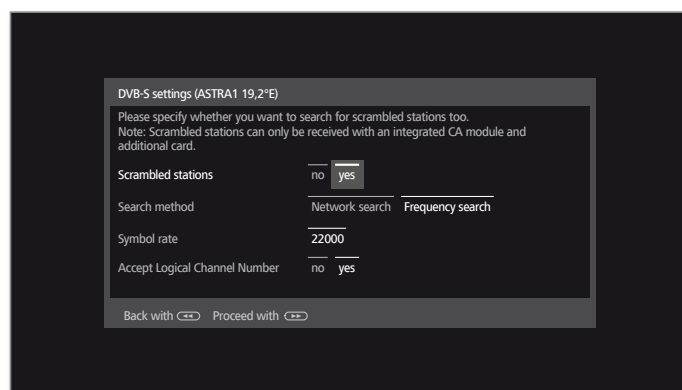 DVB-S settings (ASTRA1 19,2°E)
Please specify whether you want to search for scrambled stations too.
Note: Scrambled stations can only be received with an integrated CA module and
additional card.
Scrambled stations no yes
Search method Network search Frequency search
Symbol rate 22000
Accept Logical Channel Number no yes
Back with Proceed with